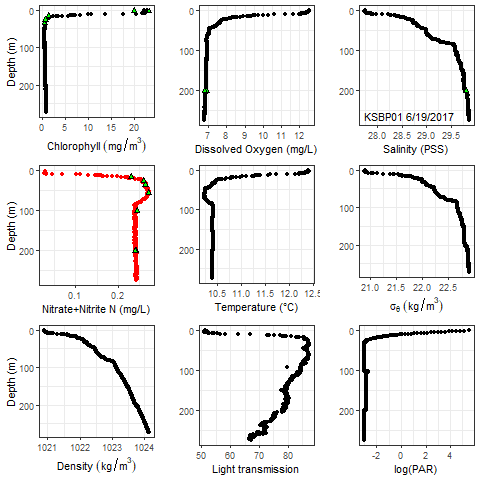 Depth (m)
0
100
200
0 5 10 15 20
Chlorophyll (mg/m³)
0
100
200
7 8 9 10 11 12
Dissolved Oxygen (mg/L)
0
100
200
KSBP01 6/19/2017
28.0 28.5 29.0 29.5
Salinity (PSS)
Depth (m)
0
100
200
0.1 0.2
Nitrate+Nitrite N (mg/L)
0
100
200
10.5 11.0 11.5 12.0 12.5
Temperature (°C)
0
100
200
21.0 21.5 22.0 22.5
σθ (kg/m³)
Depth (m)
0
100
200
1021 1022 1023 1024
Density (kg/m³)
0
100
200
50 60 70 80
Light transmission
0
100
200
-2 0 2 4
log(PAR)